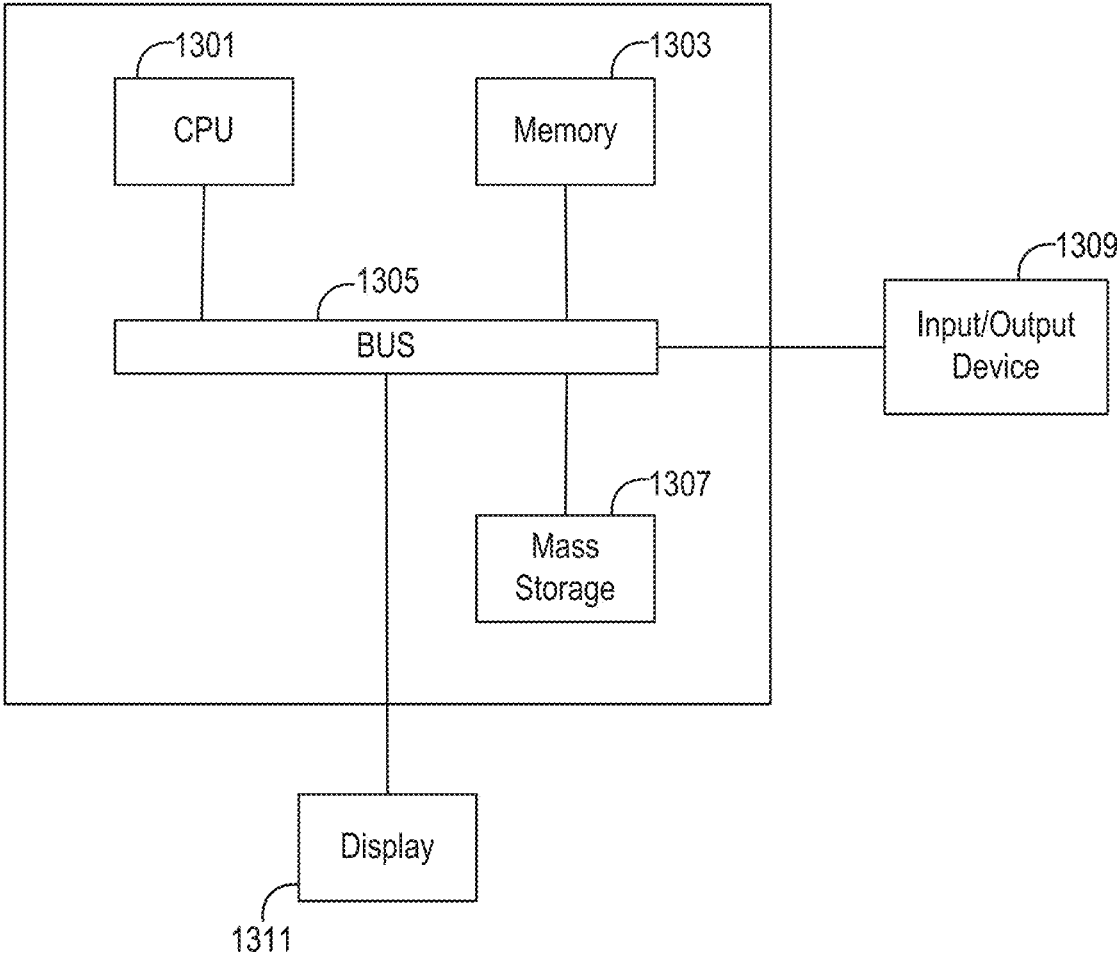 1301
CPU
1303
Memory
1305
BUS
1309
Input/Output
Device
1307
Mass
Storage
Display
1311